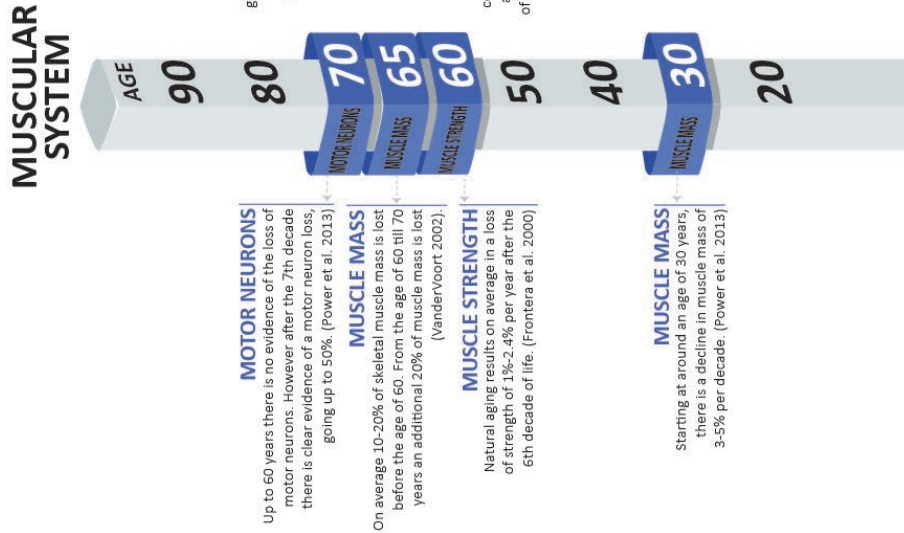 MUSCULAR
SYSTEM
AGE
90
80
70
MOTOR NEURONS
65
MUSCLE MASS
60
MUSCLE STRENGTH
50
40
30
MUSCLE MASS
20
MOTOR NEURONS
Up to 60 years there is no evidence of the loss of
motor neurons. However after the 7th decade
there is clear evidence of a motor neuron loss,
going up to 50%. (Power et al. 2013)
MUSCLE MASS
On average 10-20% of skeletal muscle mass is lost
before the age of 60. From the age of 60 till 70
years an additional 20% of muscle mass is lost
(VanderVoort 2002).
MUSCLE STRENGTH
Natural aging results on average in a loss
of strength of 1%-2.4% per year after the
6th decade of life. (Frontera et al. 2000)
MUSCLE MASS
Starting at around an age of 30 years,
there is a decline in muscle mass of
3-5% per decade. (Power et al. 2013)
g
c
a
of